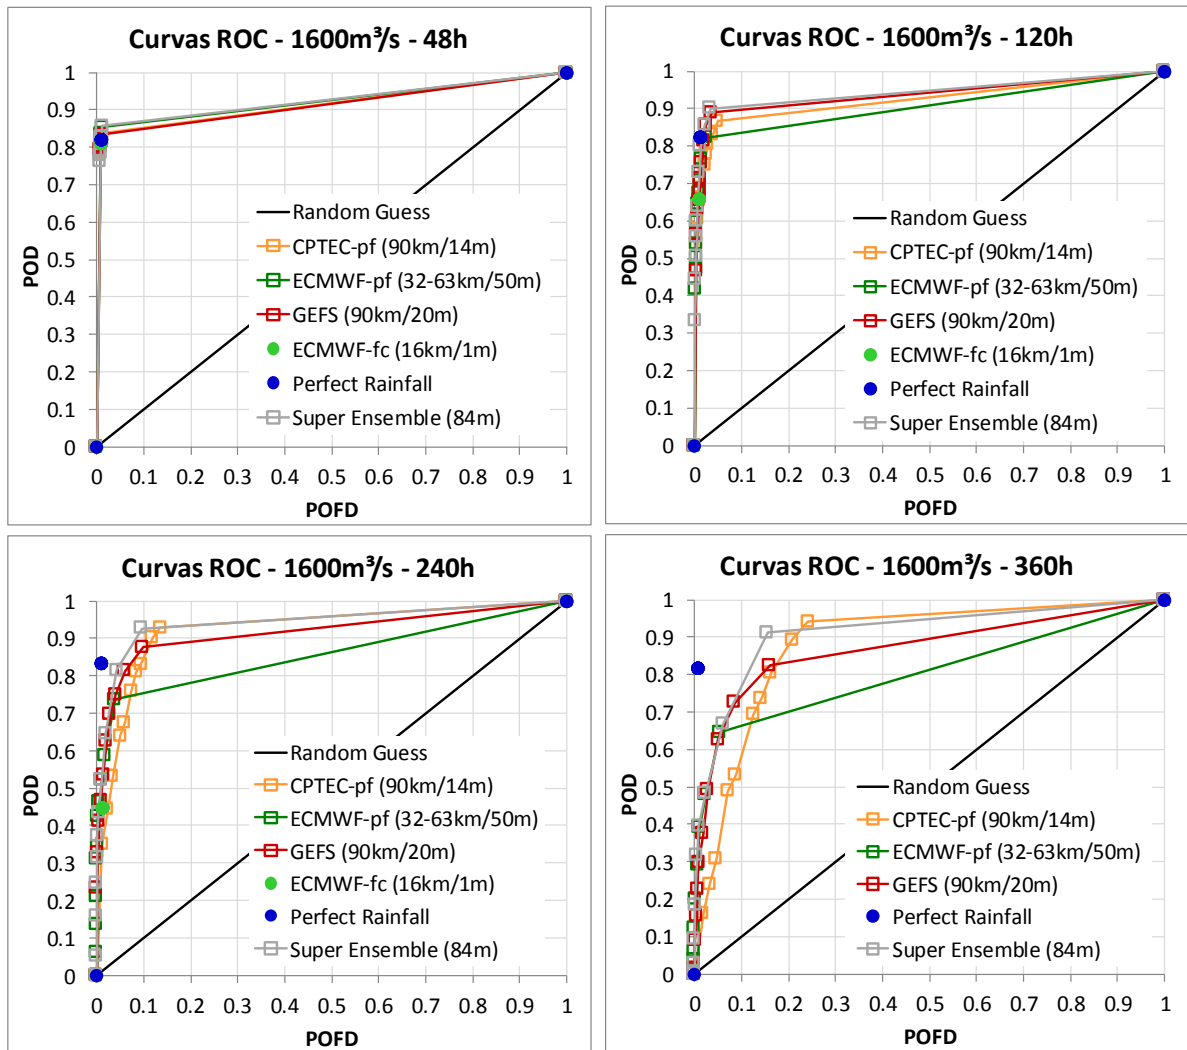 Curvas ROC - 1600m³/s - 48h
1
0.9
0.8
0.7
0.6
0.5
0.4
0.3
0.2
0.1
0
POD
Random Guess
CPTEC-pf (90km/14m)
ECMWF-pf (32-63km/50m)
GEFS (90km/20m)
ECMWF-fc (16km/1m)
Perfect Rainfall
Super Ensemble (84m)
0 0.1 0.2 0.3 0.4 0.5 0.6 0.7 0.8 0.9 1
POFD
Curvas ROC - 1600m³/s - 120h
1
0.9
0.8
0.7
0.6
0.5
0.4
0.3
0.2
0.1
0
POD
Random Guess
CPTEC-pf (90km/14m)
ECMWF-pf (32-63km/50m)
GEFS (90km/20m)
ECMWF-fc (16km/1m)
Perfect Rainfall
Super Ensemble (84m)
0 0.1 0.2 0.3 0.4 0.5 0.6 0.7 0.8 0.9 1
POFD
Curvas ROC - 1600m³/s - 240h
1
0.9
0.8
0.7
0.6
0.5
0.4
0.3
0.2
0.1
0
POD
Random Guess
CPTEC-pf (90km/14m)
ECMWF-pf (32-63km/50m)
GEFS (90km/20m)
ECMWF-fc (16km/1m)
Perfect Rainfall
Super Ensemble (84m)
0 0.1 0.2 0.3 0.4 0.5 0.6 0.7 0.8 0.9 1
POFD
Curvas ROC - 1600m³/s - 360h
1
0.9
0.8
0.7
0.6
0.5
0.4
0.3
0.2
0.1
0
POD
Random Guess
CPTEC-pf (90km/14m)
ECMWF-pf (32-63km/50m)
GEFS (90km/20m)
Perfect Rainfall
Super Ensemble (84m)
0 0.1 0.2 0.3 0.4 0.5 0.6 0.7 0.8 0.9 1
POFD